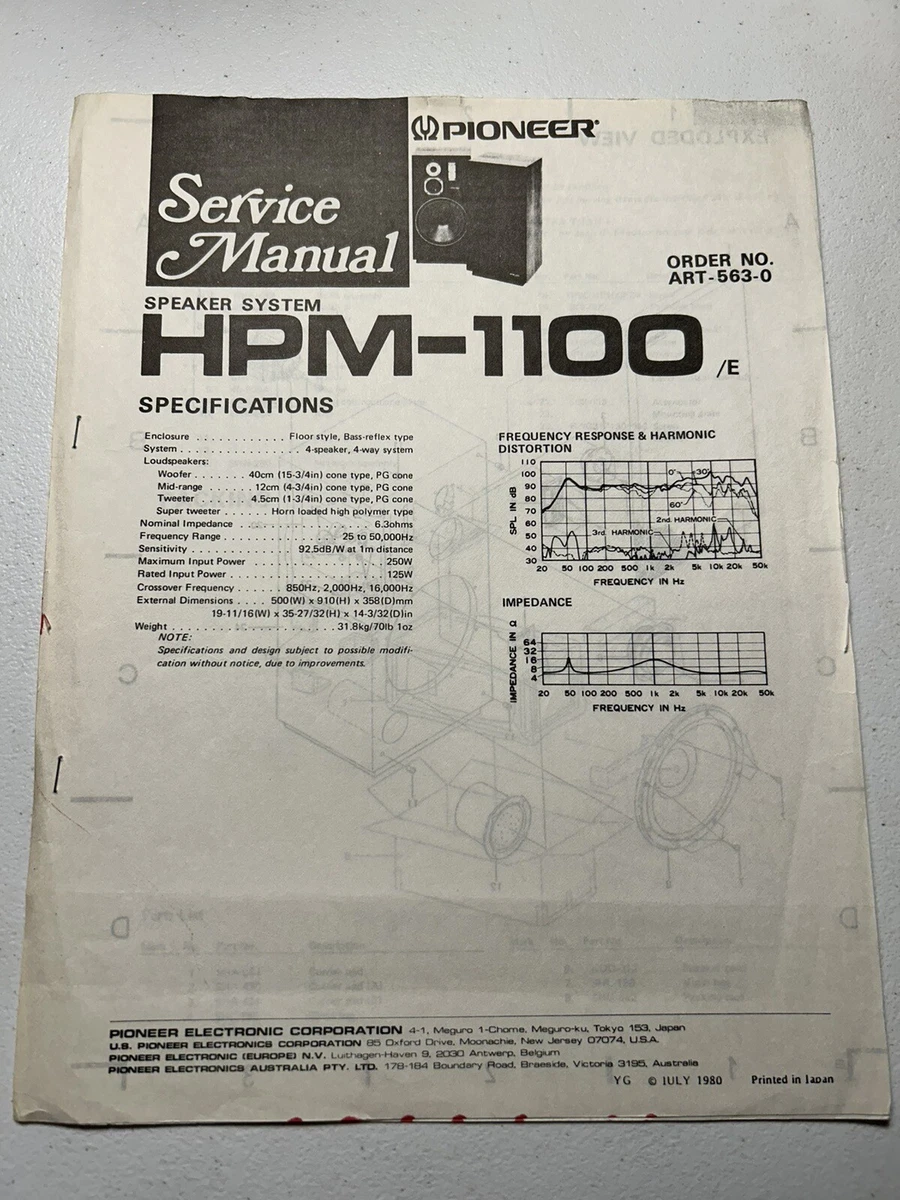 PIONEER®
Service
Manual
ORDER NO.
ART-563-0
SPEAKER SYSTEM
HPM-1100 /E
SPECIFICATIONS
Enclosure . . . . . . . . . . . . Floor style, Bass-reflex type
System . . . . . . . . . . . . . . . . 4-speaker, 4-way system
Loudspeakers:
Woofer . . . . . 40cm (15-3/4in) cone type, PG cone
Mid-range . . . . 12cm (4-3/4in) cone type, PG cone
Tweeter . . . . . . 4.5cm (1-3/4in) cone type, PG cone
Super tweeter . . . . . . Horn loaded high polymer type
Nominal Impedance . . . . . . . . . . . . . . . . . . . 6.3ohms
Frequency Range . . . . . . . . . . . . . . . . 25 to 50,000Hz
Sensitivity . . . . . . . . . . . . . . 92.5dB/W at 1m distance
Maximum Input Power . . . . . . . . . . . . . . . . . . . 250W
Rated Input Power . . . . . . . . . . . . . . . . . . . . . 125W
Crossover Frequency . . . . . . 850Hz, 2,000Hz, 16,000Hz
External Dimensions . . . . 500(W) x 910(H) x 358(D)mm
19-11/16(W) x 35-27/32(H) x 14-3/32(D)in
Weight . . . . . . . . . . . . . . . . . . . . . . . 31.8kg/70lb 1oz
NOTE:
Specifications and design subject to possible modifi-
cation without notice, due to improvements.
FREQUENCY RESPONSE & HARMONIC
DISTORTION
SPL IN dB
110
100
90
80
70
60
50
40
30
0°
30°
60°
2nd. HARMONIC
3rd. HARMONIC
20 50 100 200 500 1k 2k 5k 10k 20k 50k
FREQUENCY IN Hz
IMPEDANCE
IMPEDANCE IN Ω
64
32
16
8
4
20 50 100 200 500 1k 2k 5k 10k 20k 50k
FREQUENCY IN Hz
PIONEER ELECTRONIC CORPORATION 4-1, Meguro 1-Chome, Meguro-ku, Tokyo 153, Japan
U.S. PIONEER ELECTRONICS CORPORATION 85 Oxford Drive, Moonachie, New Jersey 07074, U.S.A.
PIONEER ELECTRONIC (EUROPE) N.V. Luithagen-Haven 9, 2030 Antwerp, Belgium
PIONEER ELECTRONICS AUSTRALIA PTY. LTD. 178-184 Boundary Road, Braeside, Victoria 3195, Australia
YG © JULY 1980 Printed in Japan